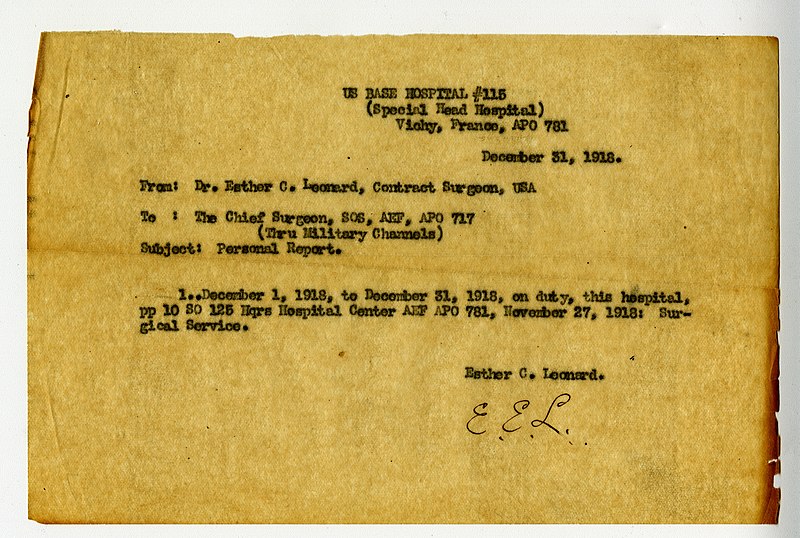 US BASE HOSPITAL #115
(Special Head Hospital)
Vichy, France, APO 781
December 31, 1918.
From: Dr. Esther C. Leonard, Contract Surgeon, USA
To : The Chief Surgeon, SOS, AEF, APO 717
(Thru Military Channels)
Subject: Personal Report.
1..December 1, 1918, to December 31, 1918, on duty, this hospital,
pp 10 SO 125 Hqrs Hospital Center AEF APO 781, November 27, 1918: Sur-
gical Service.
Esther C. Leonard.
E.E.L.